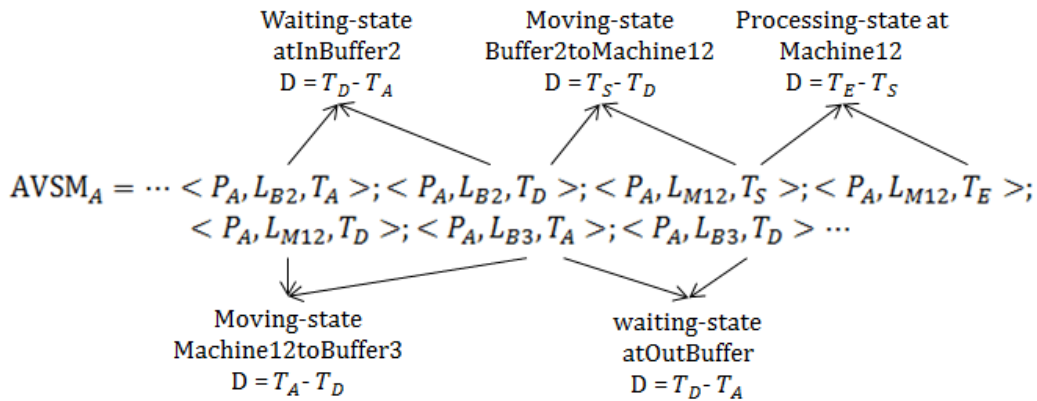 Waiting-state
atInBuffer2
D = T_D - T_A
Moving-state
Buffer2toMachine12
D = T_S - T_D
Processing-state at
Machine12
D = T_E - T_S
AVSM_A = ⋯ < P_A, L_B2, T_A >; < P_A, L_B2, T_D >; < P_A, L_M12, T_S >; < P_A, L_M12, T_E >;
< P_A, L_M12, T_D >; < P_A, L_B3, T_A >; < P_A, L_B3, T_D > ⋯
Moving-state
Machine12toBuffer3
D = T_A - T_D
waiting-state
atOutBuffer
D = T_D - T_A